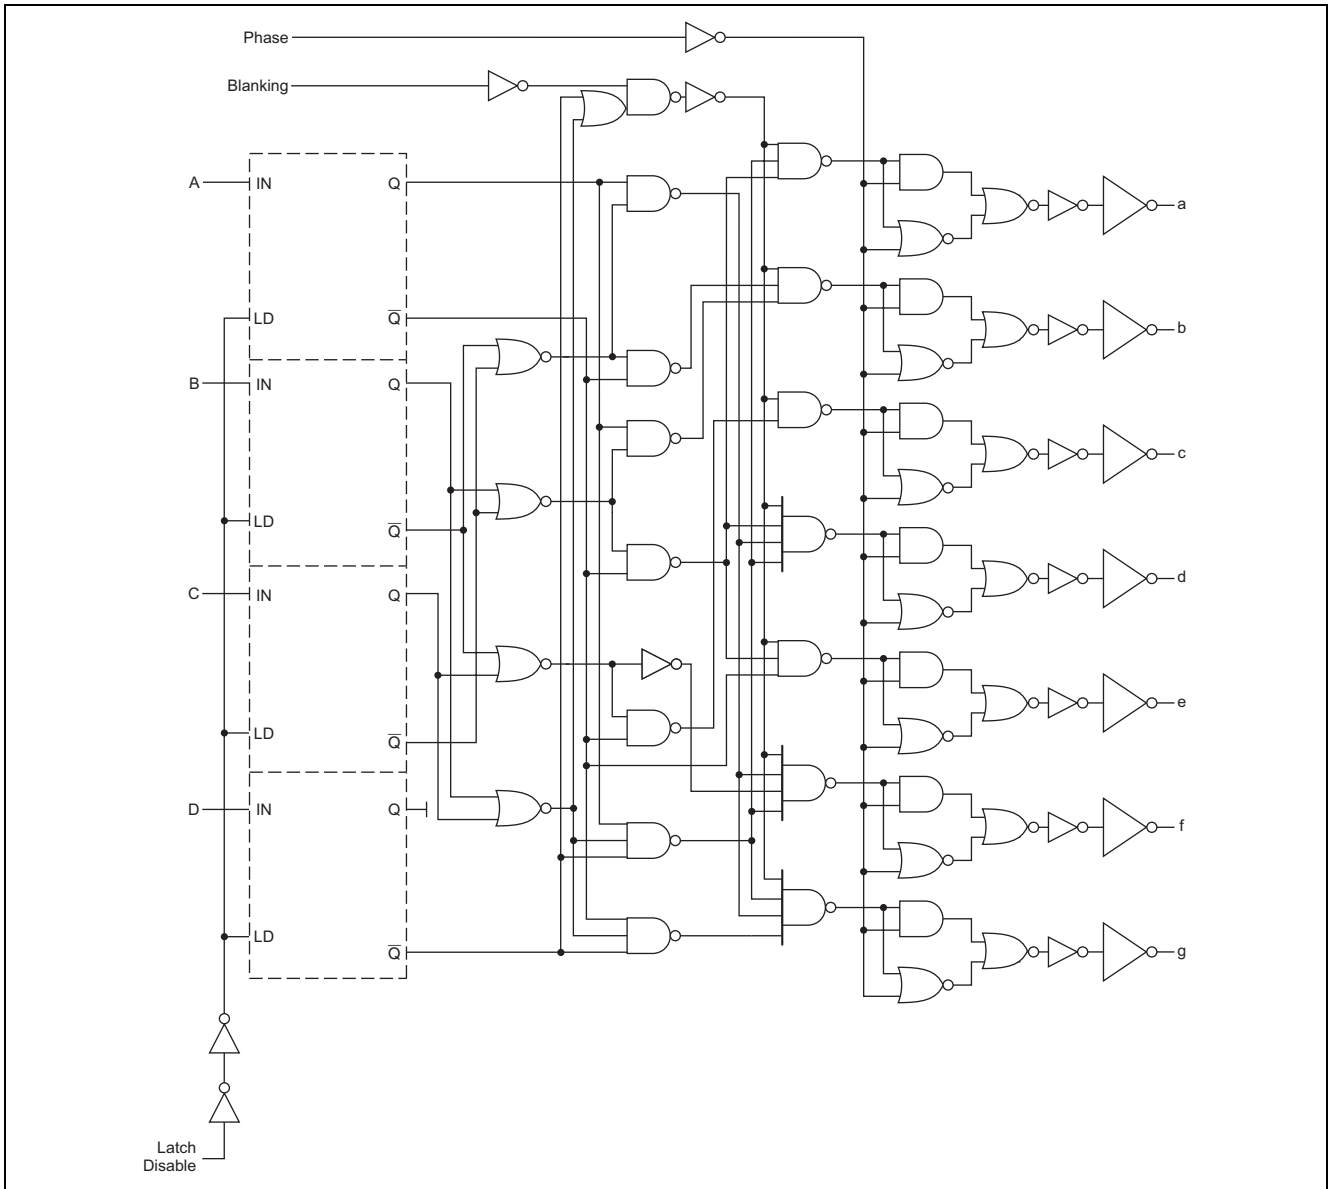 Phase
Blanking
A
IN
Q
a
LD
Q̅
b
B
IN
Q
c
LD
Q̅
d
C
IN
Q
e
LD
Q̅
D
IN
Q
f
LD
Q̅
g
Latch
Disable